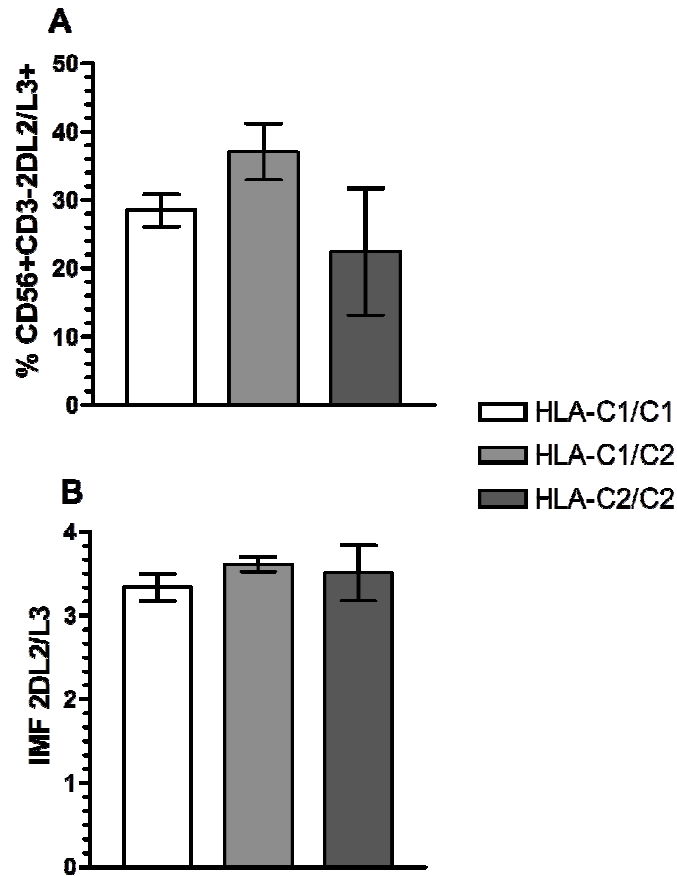 A
50
40
30
20
10
0
% CD56+CD3-2DL2/L3+
HLA-C1/C1
HLA-C1/C2
HLA-C2/C2
B
4
3
2
1
0
IMF 2DL2/L3